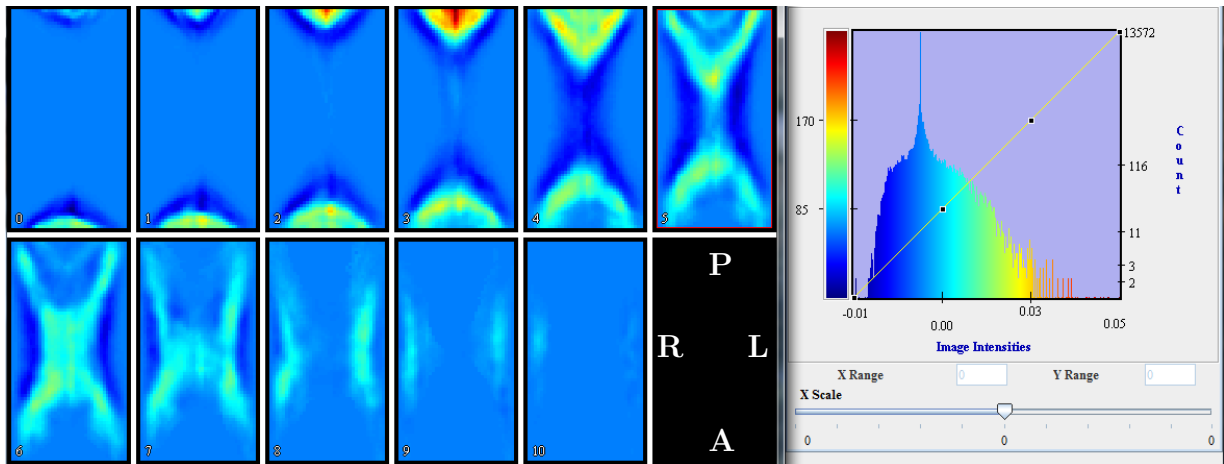 0
1
2
3
4
5
6
7
8
9
10
P
R L
A
13572
170
116
85
11
3
2
-0.01
0.00
0.03
0.05
Count
Image Intensities
X Range 0 Y Range 0
X Scale
0 0 0